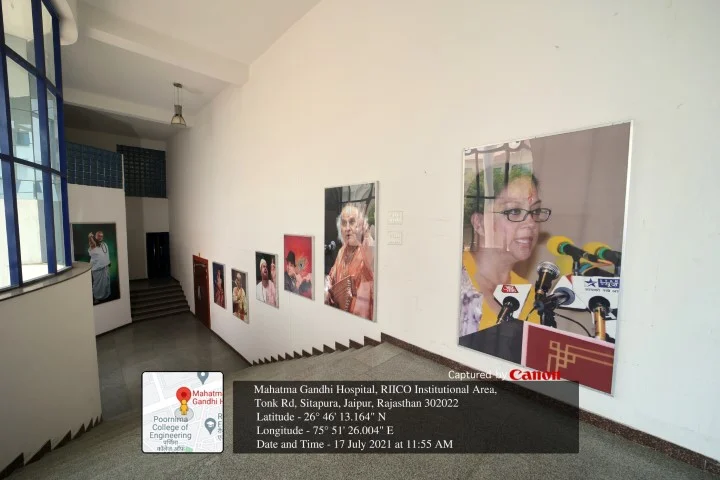 Captured by Canon
Mahatma Gandhi Hospital, RIICO Institutional Area,
Tonk Rd, Sitapura, Jaipur, Rajasthan 302022
Latitude - 26° 46' 13.164" N
Longitude - 75° 51' 26.004" E
Date and Time - 17 July 2021 at 11:55 AM
Mahatm
Gandhi H
Poornima
College of
Engineering